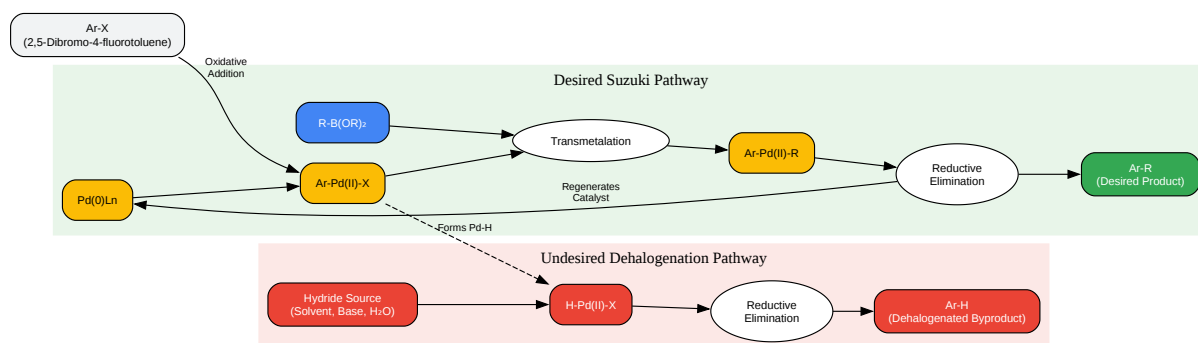 Ar-X
(2,5-Dibromo-4-fluorotoluene)
Oxidative
Addition
Desired Suzuki Pathway
R-B(OR)₂
Transmetalation
Ar-Pd(II)-R
Reductive
Elimination
Ar-R
(Desired Product)
Ar-Pd(II)-X
Pd(0)Ln
Regenerates
Catalyst
Forms Pd-H
Undesired Dehalogenation Pathway
Hydride Source
(Solvent, Base, H₂O)
H-Pd(II)-X
Reductive
Elimination
Ar-H
(Dehalogenated Byproduct)